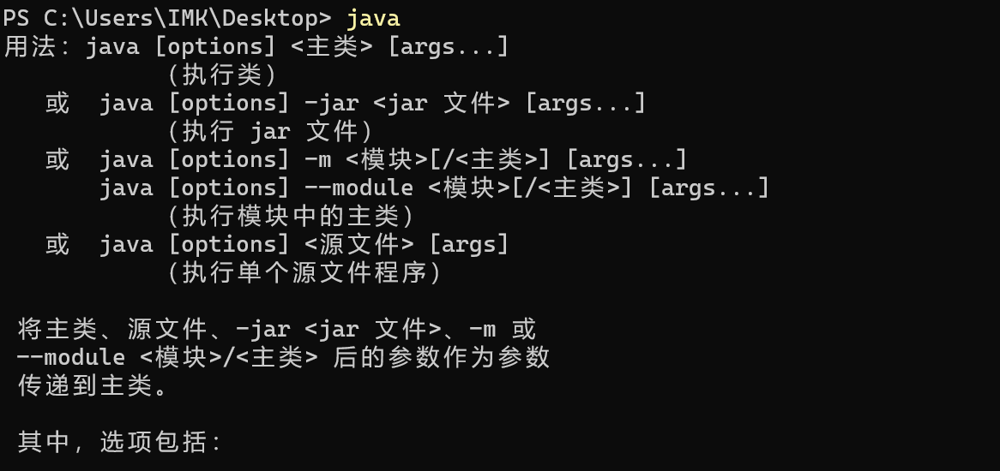 PS C:\Users\IMK\Desktop> java
用法：java [options] <主类> [args...]
（执行类）
或 java [options] -jar <jar 文件> [args...]
（执行 jar 文件）
或 java [options] -m <模块>[/<主类>] [args...]
java [options] --module <模块>[/<主类>] [args...]
（执行模块中的主类）
或 java [options] <源文件> [args]
（执行单个源文件程序）
将主类、源文件、-jar <jar 文件>、-m 或
--module <模块>/<主类> 后的参数作为参数
传递到主类。
其中，选项包括：